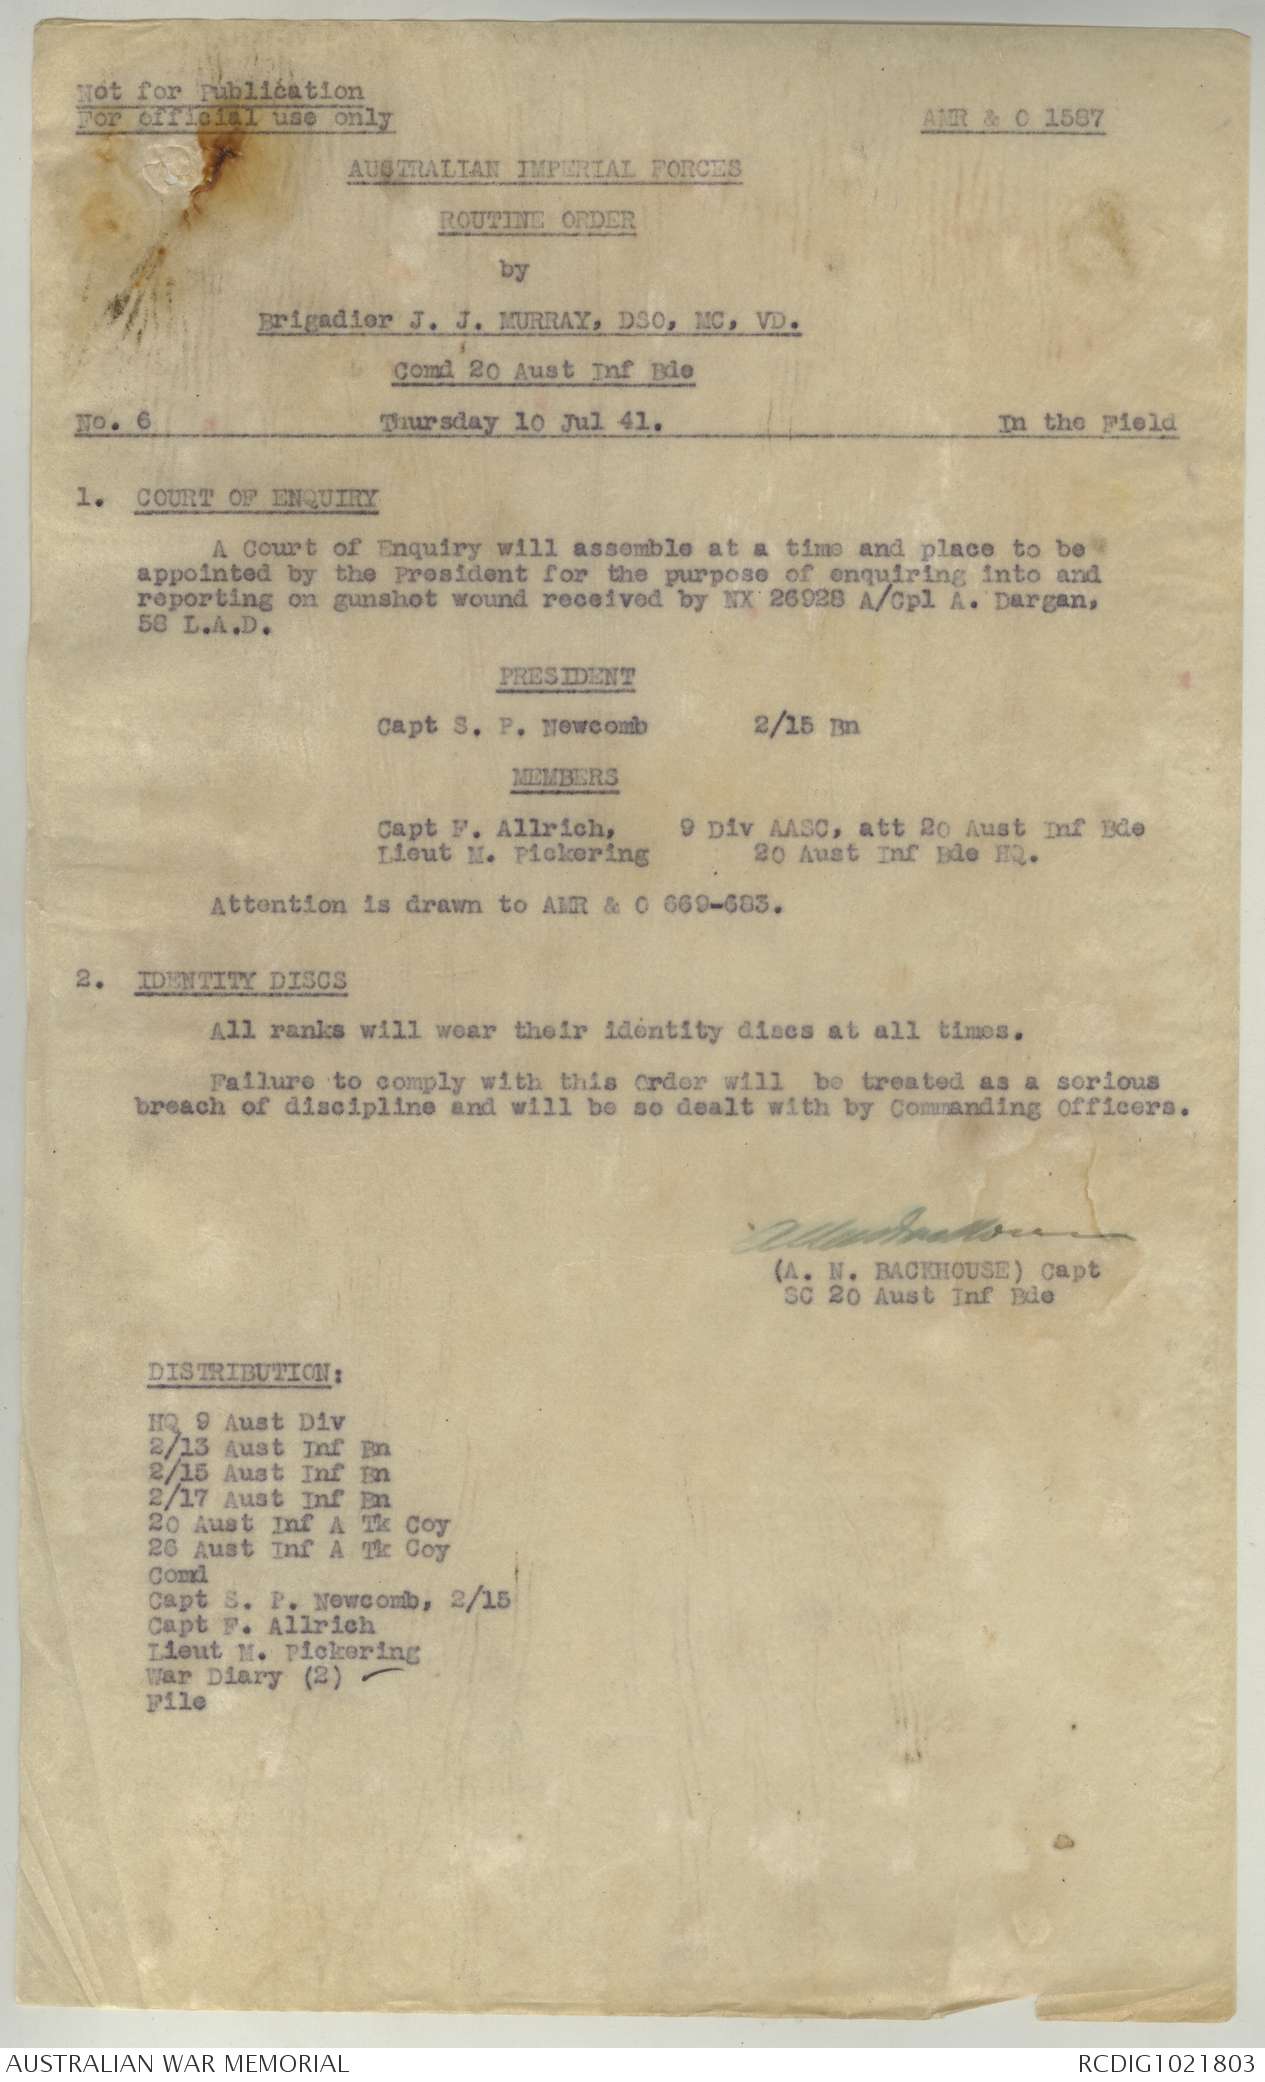 Not for Publication
For official use only
AMR & O 1587
AUSTRALIAN IMPERIAL FORCES
ROUTINE ORDER
by
Brigadier J. J. MURRAY, DSO, MC, VD.
Comd 20 Aust Inf Bde
No. 6 Thursday 10 Jul 41. In the Field
1. COURT OF ENQUIRY
A Court of Enquiry will assemble at a time and place to be
appointed by the President for the purpose of enquiring into and
reporting on gunshot wound received by NX 26928 A/Cpl A. Dargan,
58 L.A.D.
PRESIDENT
Capt S. P. Newcomb 2/15 Bn
MEMBERS
Capt F. Allrich, 9 Div AASC, att 20 Aust Inf Bde
Lieut M. Pickering 20 Aust Inf Bde HQ.
Attention is drawn to AMR & O 669-683.
2. IDENTITY DISCS
All ranks will wear their identity discs at all times.
Failure to comply with this Order will be treated as a serious
breach of discipline and will be so dealt with by Commanding Officers.
(A. N. BACKHOUSE) Capt
SC 20 Aust Inf Bde
DISTRIBUTION:
HQ 9 Aust Div
2/13 Aust Inf Bn
2/15 Aust Inf Bn
2/17 Aust Inf Bn
20 Aust Inf A Tk Coy
26 Aust Inf A Tk Coy
Comd
Capt S. P. Newcomb, 2/15
Capt F. Allrich
Lieut M. Pickering
War Diary (2)
File
AUSTRALIAN WAR MEMORIAL
RCDIG1021803